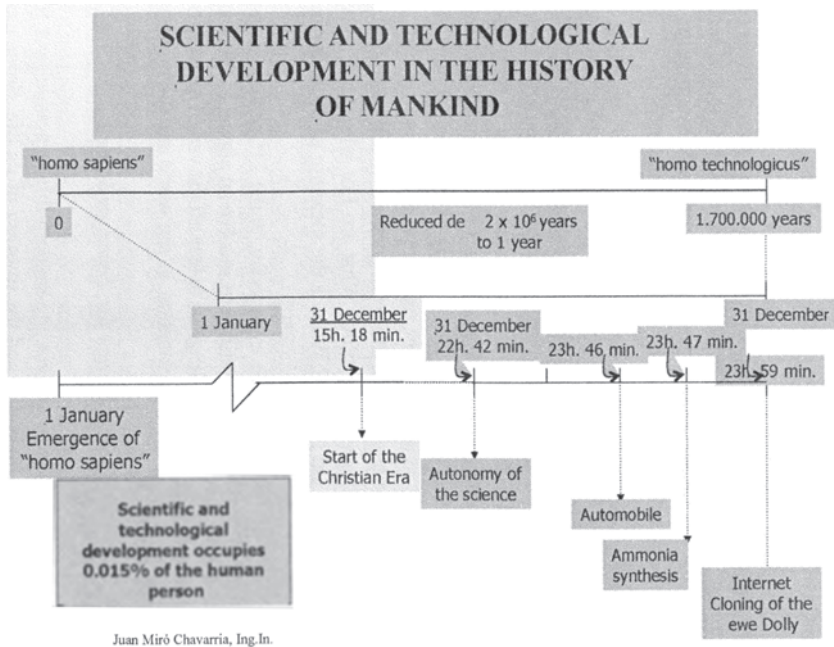 SCIENTIFIC AND TECHNOLOGICAL
DEVELOPMENT IN THE HISTORY
OF MANKIND
"homo sapiens"
"homo technologicus"
0
Reduced de 2 x 10⁶ years
to 1 year
1.700.000 years
1 January
31 December
15h. 18 min.
31 December
22h. 42 min.
23h. 46 min.
23h. 47 min.
31 December
23h. 59 min.
1 January
Emergence of
"homo sapiens"
Start of the
Christian Era
Autonomy of
the science
Automobile
Ammonia
synthesis
Internet
Cloning of the
ewe Dolly
Scientific and
technological
development occupies
0.015% of the human
person
Juan Miró Chavarria, Ing.In.